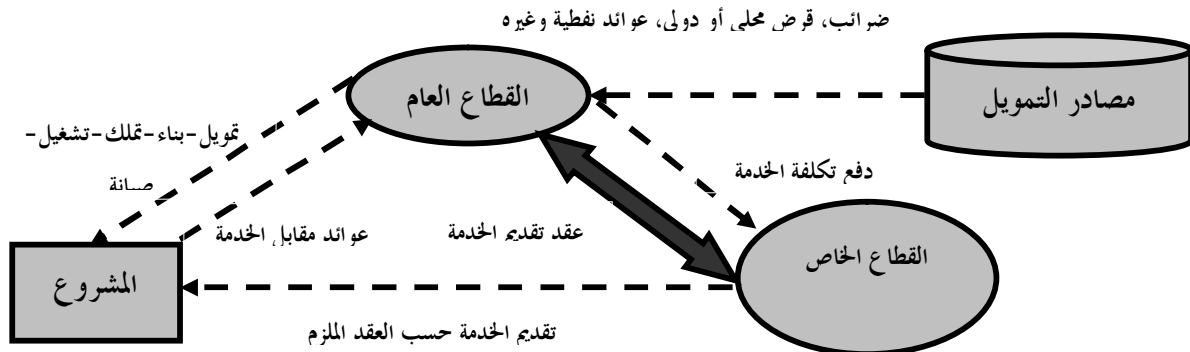 ضرائب، قرض محلي أو دولي، عوائد نفطية وغيره
القطاع العام
مصادر التمويل
تمويل-بناء-تملك-تشغيل-
صيانة
دفع تكلفة الخدمة
عوائد مقابل الخدمة
عقد تقديم الخدمة
القطاع الخاص
المشروع
تقديم الخدمة حسب العقد الملزم